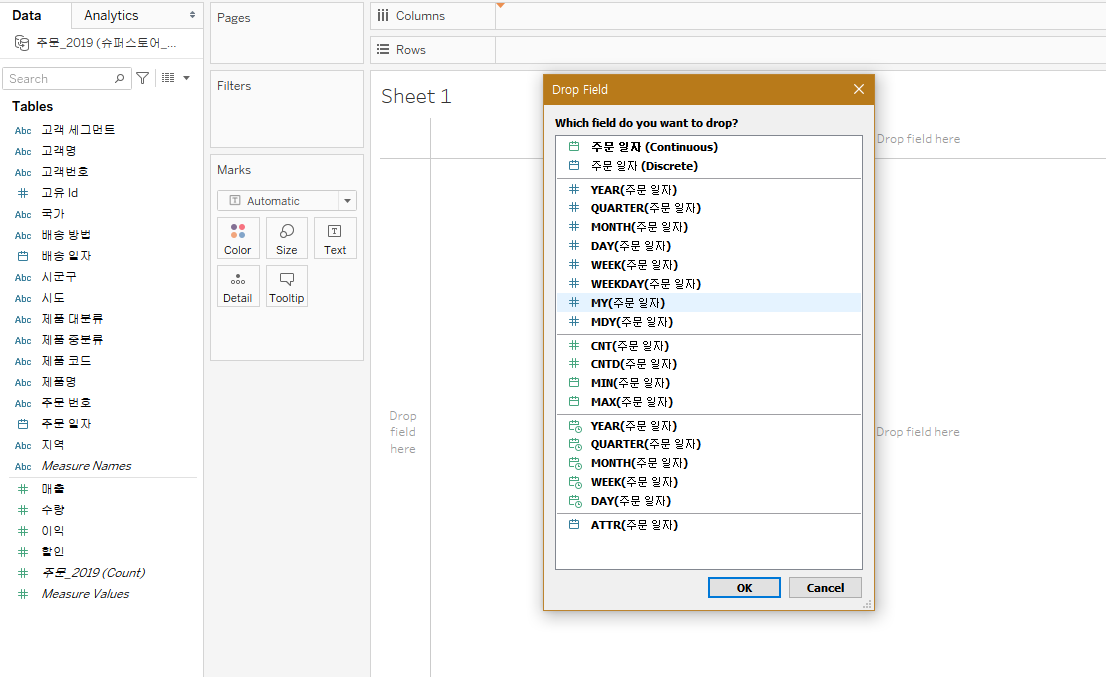 Data
Analytics
주문_2019 (슈퍼스토어_...
Search
Tables
Abc 고객 세그먼트
Abc 고객명
Abc 고객번호
고유 Id
Abc 국가
Abc 배송 방법
배송 일자
Abc 시군구
Abc 시도
Abc 제품 대분류
Abc 제품 중분류
Abc 제품 코드
Abc 제품명
Abc 주문 번호
주문 일자
Abc 지역
Abc Measure Names
매출
수량
이익
할인
주문_2019 (Count)
Measure Values
Pages
Filters
Marks
T Automatic
Color
Size
T
Text
Detail
Tooltip
Columns
Rows
Sheet 1
Drop field here
Drop
field
here
Drop field here
Drop Field
Which field do you want to drop?
주문 일자 (Continuous)
주문 일자 (Discrete)
YEAR(주문 일자)
QUARTER(주문 일자)
MONTH(주문 일자)
DAY(주문 일자)
WEEK(주문 일자)
WEEKDAY(주문 일자)
MY(주문 일자)
MDY(주문 일자)
CNT(주문 일자)
CNTD(주문 일자)
MIN(주문 일자)
MAX(주문 일자)
YEAR(주문 일자)
QUARTER(주문 일자)
MONTH(주문 일자)
WEEK(주문 일자)
DAY(주문 일자)
ATTR(주문 일자)
OK
Cancel